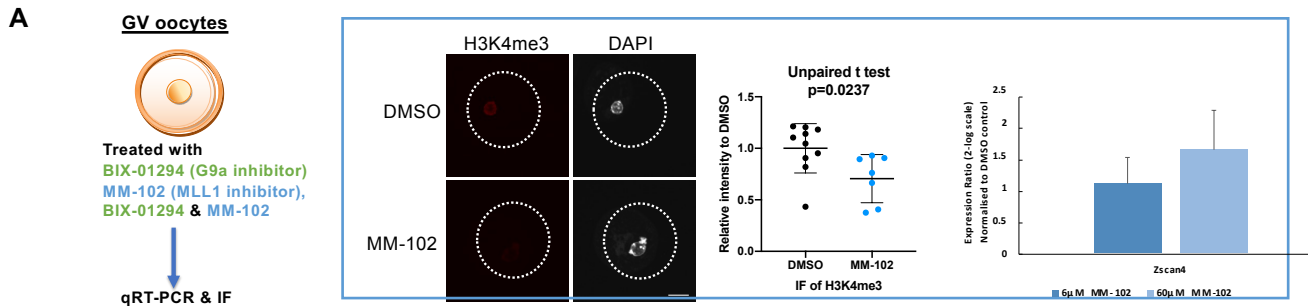 A
GV oocytes
Treated with
BIX-01294 (G9a inhibitor)
MM-102 (MLL1 inhibitor),
BIX-01294 & MM-102
qRT-PCR & IF
H3K4me3 DAPI
DMSO
MM-102
Unpaired t test
p=0.0237
Relative intensity to DMSO
1.5
1.0
0.5
0.0
DMSO MM-102
IF of H3K4me3
Expression Ratio (2-log scale)
Normalised to DMSO control
2.5
2
1.5
1
0.5
0
Zscan4
6µM MM-102 60µM MM-102